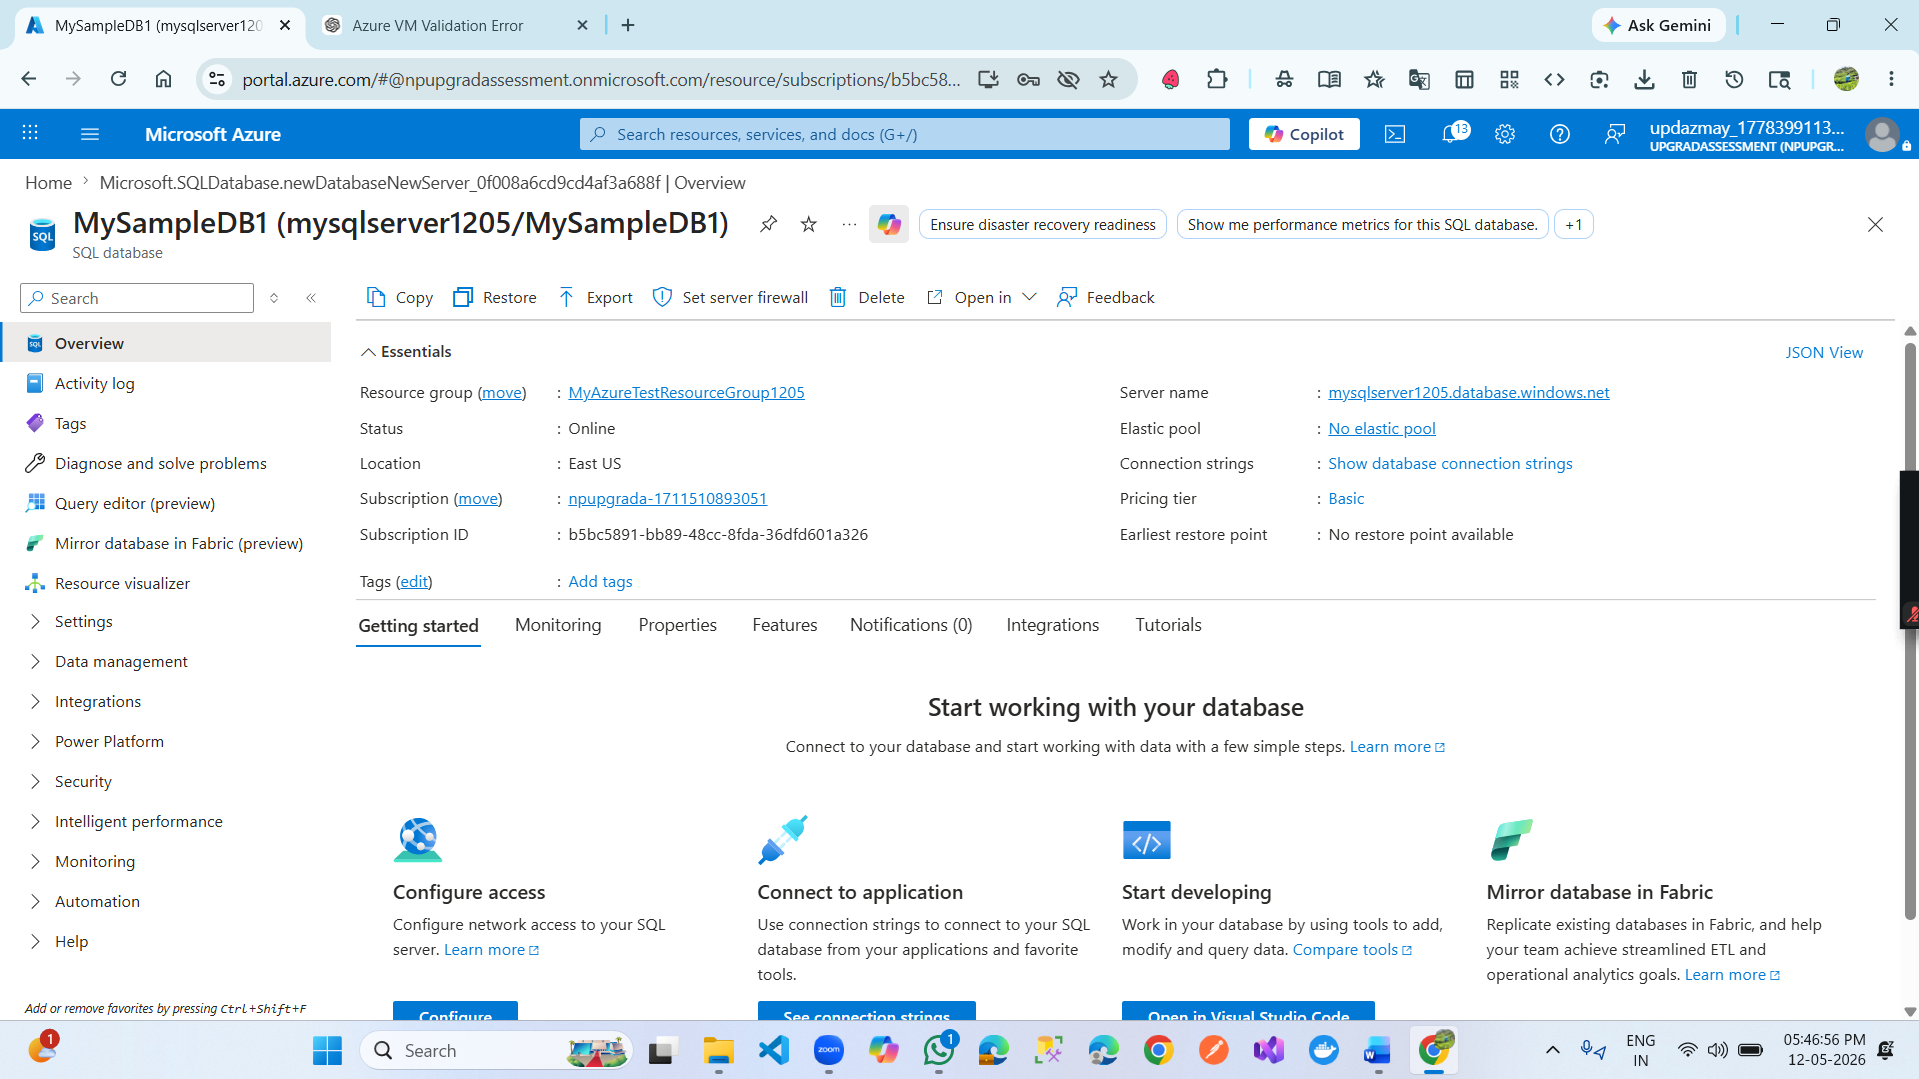 MySampleDB1 (mysqlserver120
Azure VM Validation Error
Ask Gemini
portal.azure.com/#@npupgradassessment.onmicrosoft.com/resource/subscriptions/b5bc58...
Microsoft Azure
Search resources, services, and docs (G+/)
Copilot
13
updazmay_1778399113...
UPGRADASSESSMENT (NPUPGR...
Home > Microsoft.SQLDatabase.newDatabaseNewServer_0f008a6cd9cd4af3a688f | Overview
MySampleDB1 (mysqlserver1205/MySampleDB1)
SQL
SQL database
Ensure disaster recovery readiness
Show me performance metrics for this SQL database.
+1
Search
Copy
Restore
Export
Set server firewall
Delete
Open in
Feedback
Overview
Activity log
Tags
Diagnose and solve problems
Query editor (preview)
Mirror database in Fabric (preview)
Resource visualizer
Settings
Data management
Integrations
Power Platform
Security
Intelligent performance
Monitoring
Automation
Help
Add or remove favorites by pressing Ctrl+Shift+F
Essentials
JSON View
Resource group (move) : MyAzureTestResourceGroup1205
Status : Online
Location : East US
Subscription (move) : npupgrada-1711510893051
Subscription ID : b5bc5891-bb89-48cc-8fda-36dfd601a326
Tags (edit) : Add tags
Server name : mysqlserver1205.database.windows.net
Elastic pool : No elastic pool
Connection strings : Show database connection strings
Pricing tier : Basic
Earliest restore point : No restore point available
Getting started
Monitoring
Properties
Features
Notifications (0)
Integrations
Tutorials
Start working with your database
Connect to your database and start working with data with a few simple steps. Learn more
Configure access
Configure network access to your SQL
server. Learn more
Configure
Connect to application
Use connection strings to connect to your SQL
database from your applications and favorite
tools.
See connection strings
Start developing
Work in your database by using tools to add,
modify and query data. Compare tools
Open in Visual Studio Code
Mirror database in Fabric
Replicate existing databases in Fabric, and help
your team achieve streamlined ETL and
operational analytics goals. Learn more
1
Search
zoom
1
ENG
IN
05:46:56 PM
12-05-2026